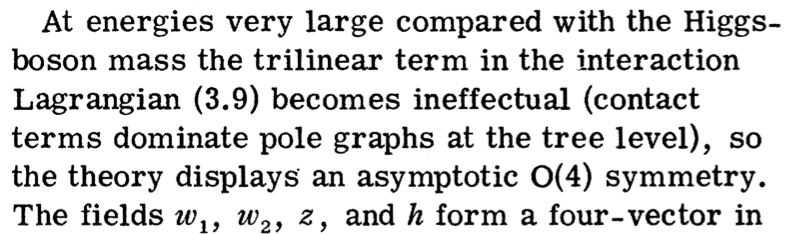 At energies very large compared with the Higgs-
boson mass the trilinear term in the interaction
Lagrangian (3.9) becomes ineffectual (contact
terms dominate pole graphs at the tree level), so
the theory displays an asymptotic O(4) symmetry.
The fields w₁, w₂, z, and h form a four-vector in